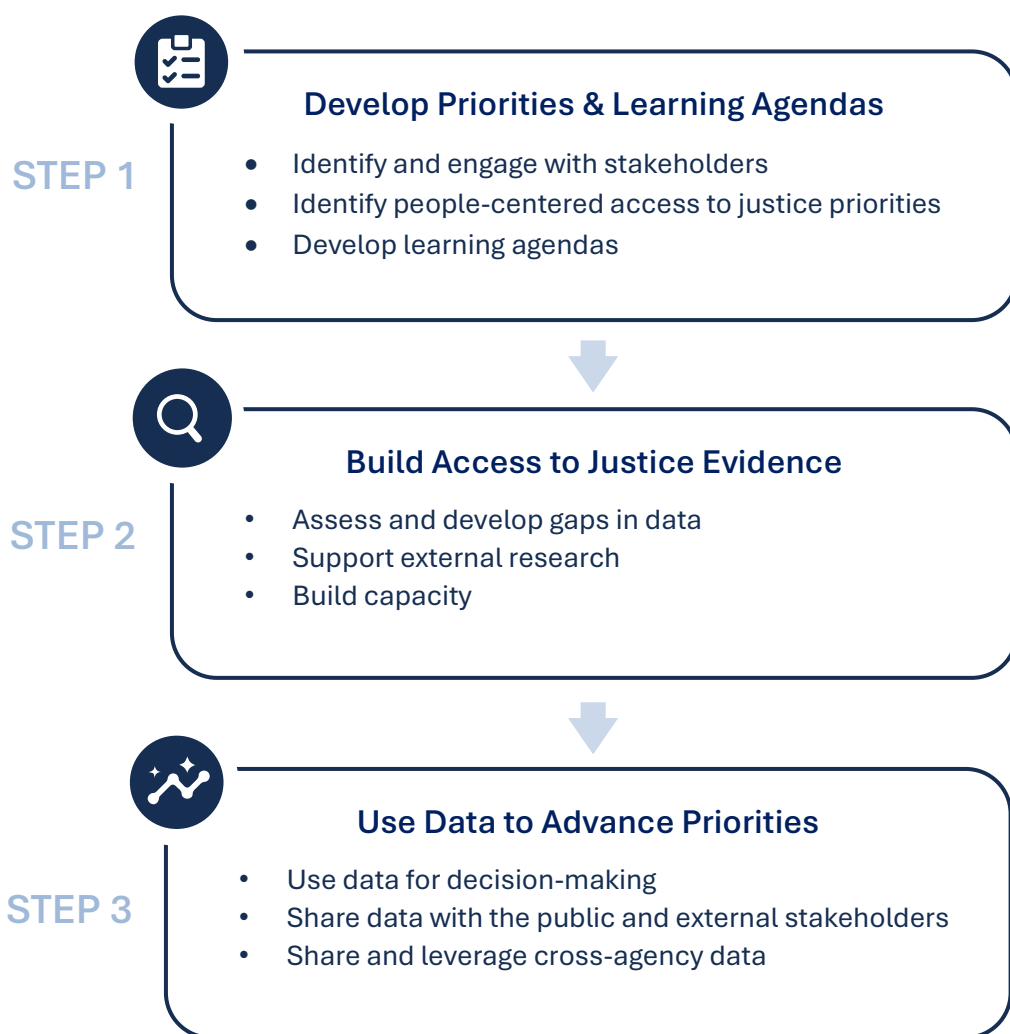 Develop Priorities & Learning Agendas
STEP 1
• Identify and engage with stakeholders
• Identify people-centered access to justice priorities
• Develop learning agendas
Build Access to Justice Evidence
STEP 2
• Assess and develop gaps in data
• Support external research
• Build capacity
Use Data to Advance Priorities
STEP 3
• Use data for decision-making
• Share data with the public and external stakeholders
• Share and leverage cross-agency data